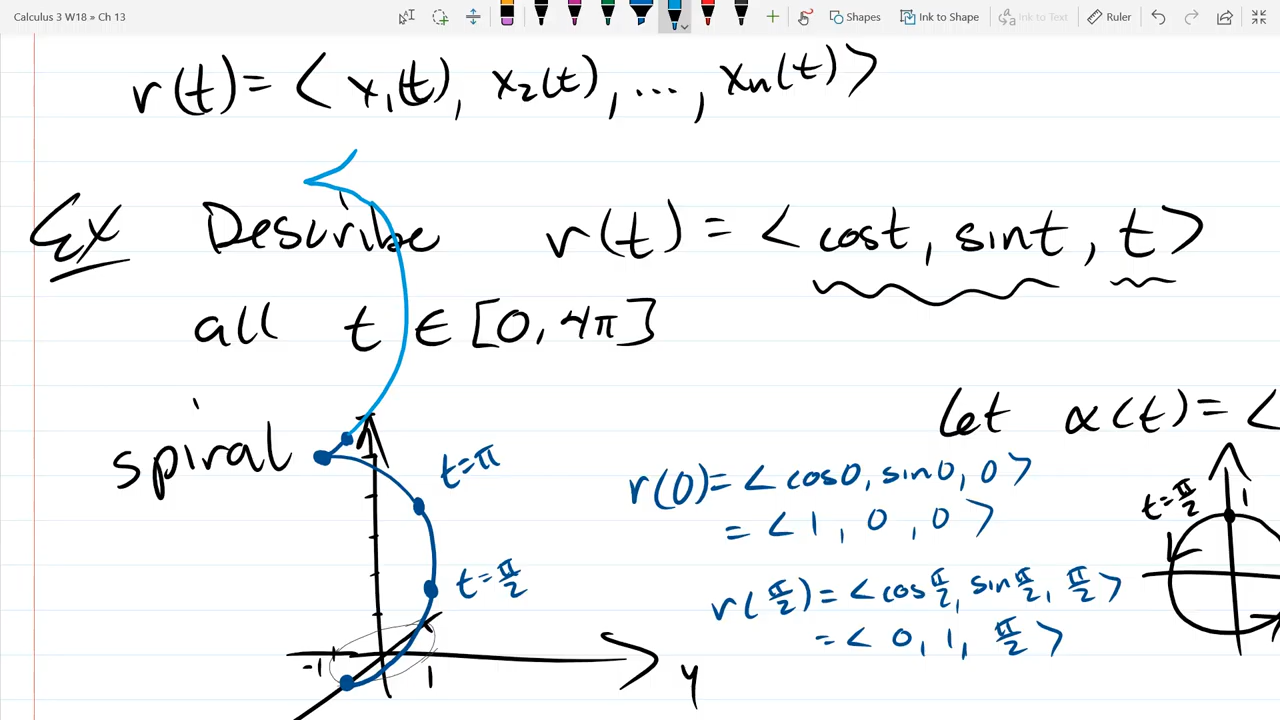 Calculus 3 W18 » Ch 13
Shapes Ink to Shape Ink to Text Ruler
r(t)= < x₁(t), x₂(t), ..., xn(t) >
Ex Describe r(t) = < cost, sint, t >
all t ∈ [0, 4π]
spiral
let α(t) = <
t=π
t=π/2
-1
1
y
r(0)= < cos0, sin0, 0 >
= < 1, 0, 0 >
r(π/2) = < cos π/2, sin π/2, π/2 >
= < 0, 1, π/2 >
t=π/2
1